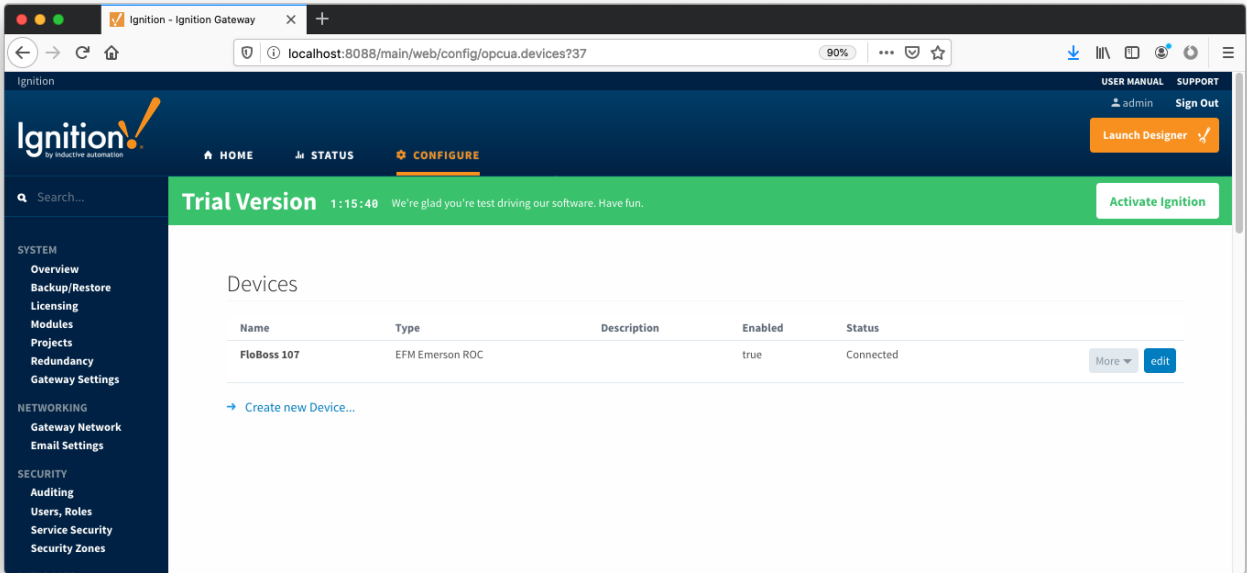 Ignition - Ignition Gateway
localhost:8088/main/web/config/opcua.devices?37
90%
Ignition
USER MANUAL SUPPORT
admin Sign Out
Ignition!
by inductive automation
Launch Designer
HOME STATUS CONFIGURE
Search...
Trial Version 1:15:40 We're glad you're test driving our software. Have fun.
Activate Ignition
SYSTEM
Overview
Backup/Restore
Licensing
Modules
Projects
Redundancy
Gateway Settings
NETWORKING
Gateway Network
Email Settings
SECURITY
Auditing
Users, Roles
Service Security
Security Zones
Devices
Name Type Description Enabled Status
FloBoss 107 EFM Emerson ROC true Connected More edit
Create new Device...